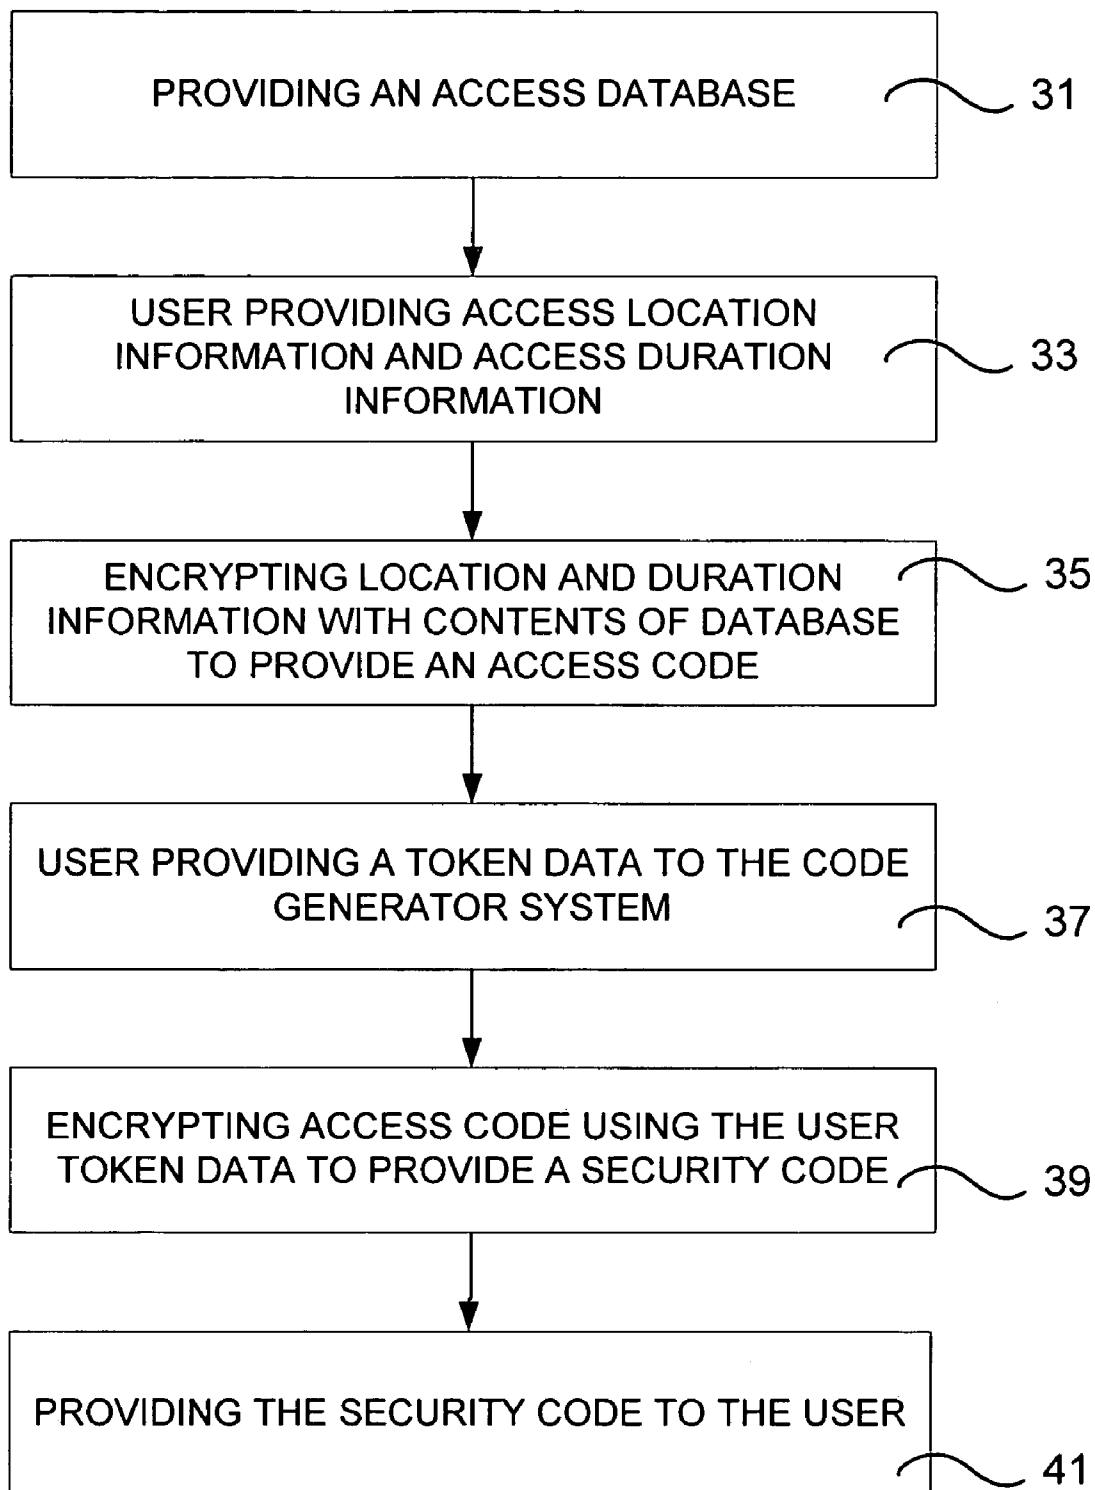 PROVIDING AN ACCESS DATABASE
31
USER PROVIDING ACCESS LOCATION
INFORMATION AND ACCESS DURATION
INFORMATION
33
ENCRYPTING LOCATION AND DURATION
INFORMATION WITH CONTENTS OF DATABASE
TO PROVIDE AN ACCESS CODE
35
USER PROVIDING A TOKEN DATA TO THE CODE
GENERATOR SYSTEM
37
ENCRYPTING ACCESS CODE USING THE USER
TOKEN DATA TO PROVIDE A SECURITY CODE
39
PROVIDING THE SECURITY CODE TO THE USER
41